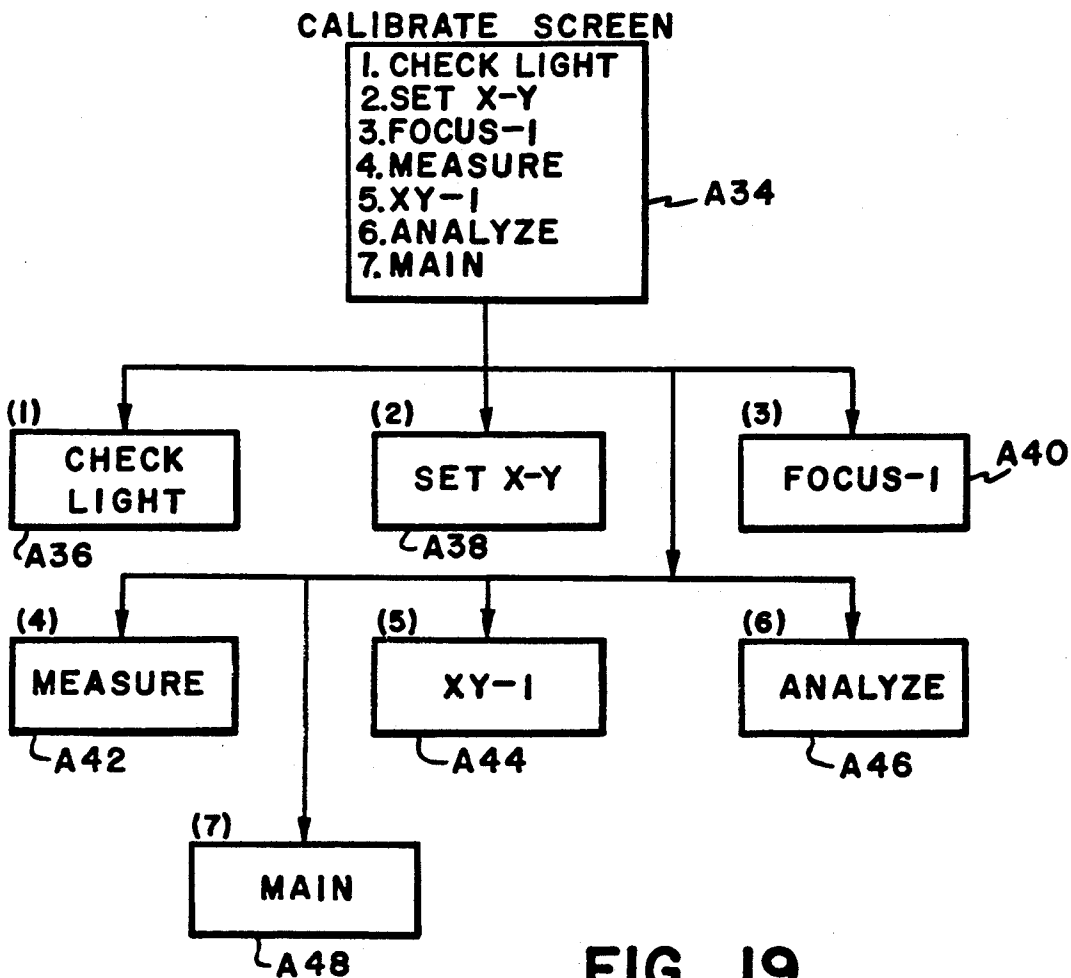 CALIBRATE SCREEN
1. CHECK LIGHT
2. SET X-Y
3. FOCUS-1
4. MEASURE
5. XY-1
6. ANALYZE
7. MAIN
A34
(1)
CHECK
LIGHT
A36
(2)
SET X-Y
A38
(3)
FOCUS-1
A40
(4)
MEASURE
A42
(5)
XY-1
A44
(6)
ANALYZE
A46
(7)
MAIN
A48
FIG. 19